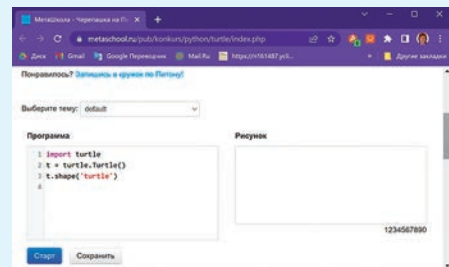 МетаШкола - Черепашка на Пи
metaschool.ru/pub/konkurs/python/turtle/index.php
Диск
Gmail
Google Переводчик
Mail.Ru
Другие закладки
Понравилось? Запишись в кружок по Питону!
Выберите тему: default
Программа
Рисунок
1 import turtle
2 t = turtle.Turtle()
3 t.shape('turtle')
4
1234567890
Старт
Сохранить